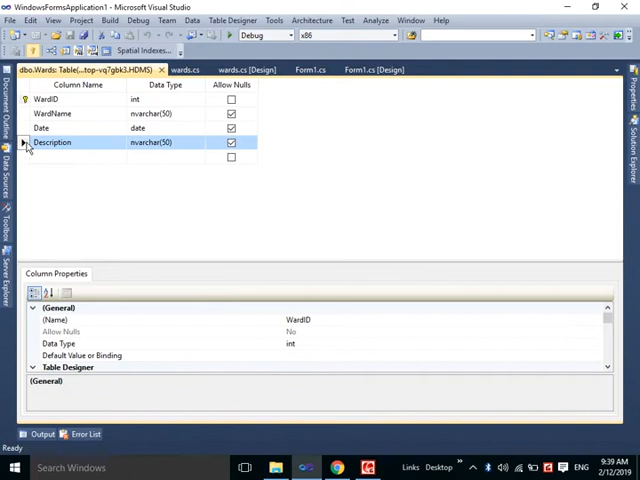 WindowsFormsApplication1 - Microsoft Visual Studio
File Edit View Project Build Debug Team Data Table Designer Tools Architecture Test Analyze Window Help
Debug x86
Spatial Indexes...
dbo.Wards: Table(...top-vq7gbk3.HDMS) wards.cs wards.cs [Design] Form1.cs Form1.cs [Design]
Column Name Data Type Allow Nulls
WardID int
WardName nvarchar(50)
Date date
Description nvarchar(50)
Document Outline
Data Sources
Toolbox
Server Explorer
Properties
Solution Explorer
Column Properties
(General)
(Name) WardID
Allow Nulls No
Data Type int
Default Value or Binding
Table Designer
(General)
Output Error List
Ready
Search Windows
Links Desktop ENG
9:39 AM
2/12/2019